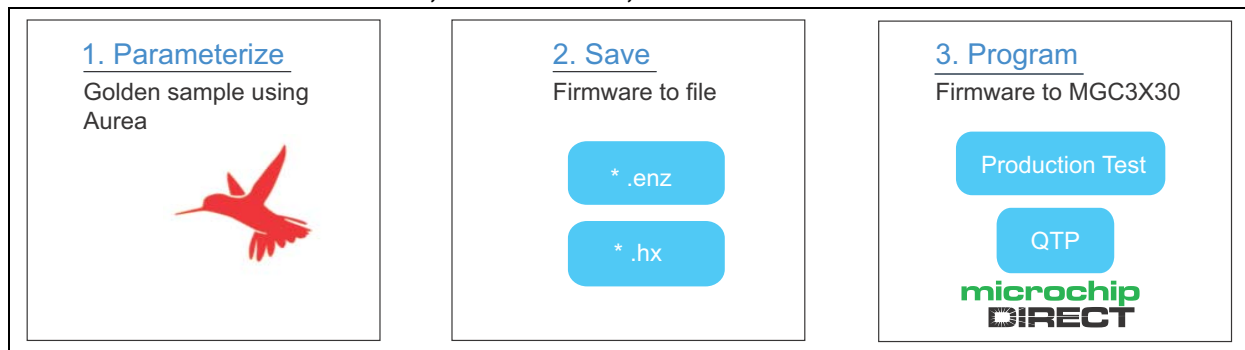 1. Parameterize
Golden sample using
Aurea
2. Save
Firmware to file
* .enz
* .hx
3. Program
Firmware to MGC3X30
Production Test
QTP
microchip
DIRECT